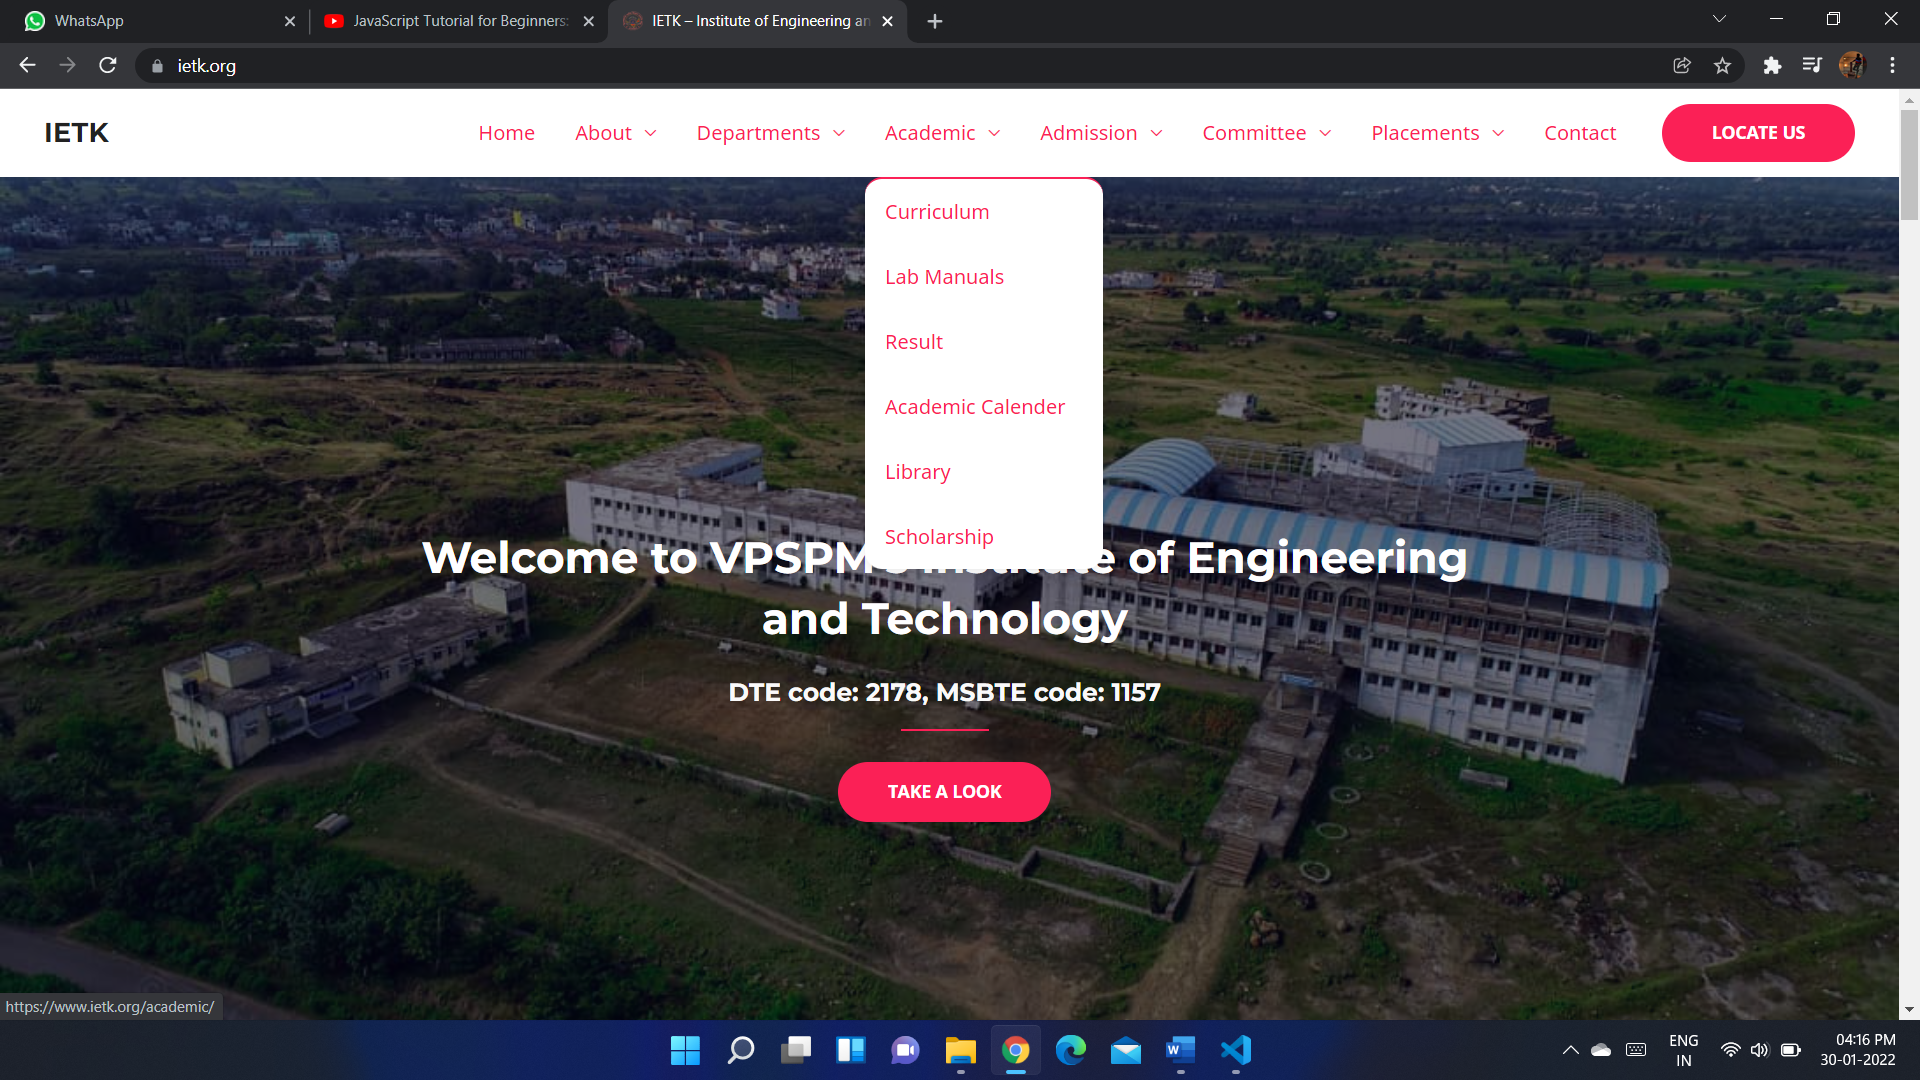 WhatsApp
JavaScript Tutorial for Beginners:
IETK – Institute of Engineering an
ietk.org
IETK
Home
About
Departments
Academic
Admission
Committee
Placements
Contact
LOCATE US
Curriculum
Lab Manuals
Result
Academic Calender
Library
Scholarship
Welcome to VPSPM's Institute of Engineering
and Technology
DTE code: 2178, MSBTE code: 1157
TAKE A LOOK
https://www.ietk.org/academic/
W
ENG
IN
04:16 PM
30-01-2022